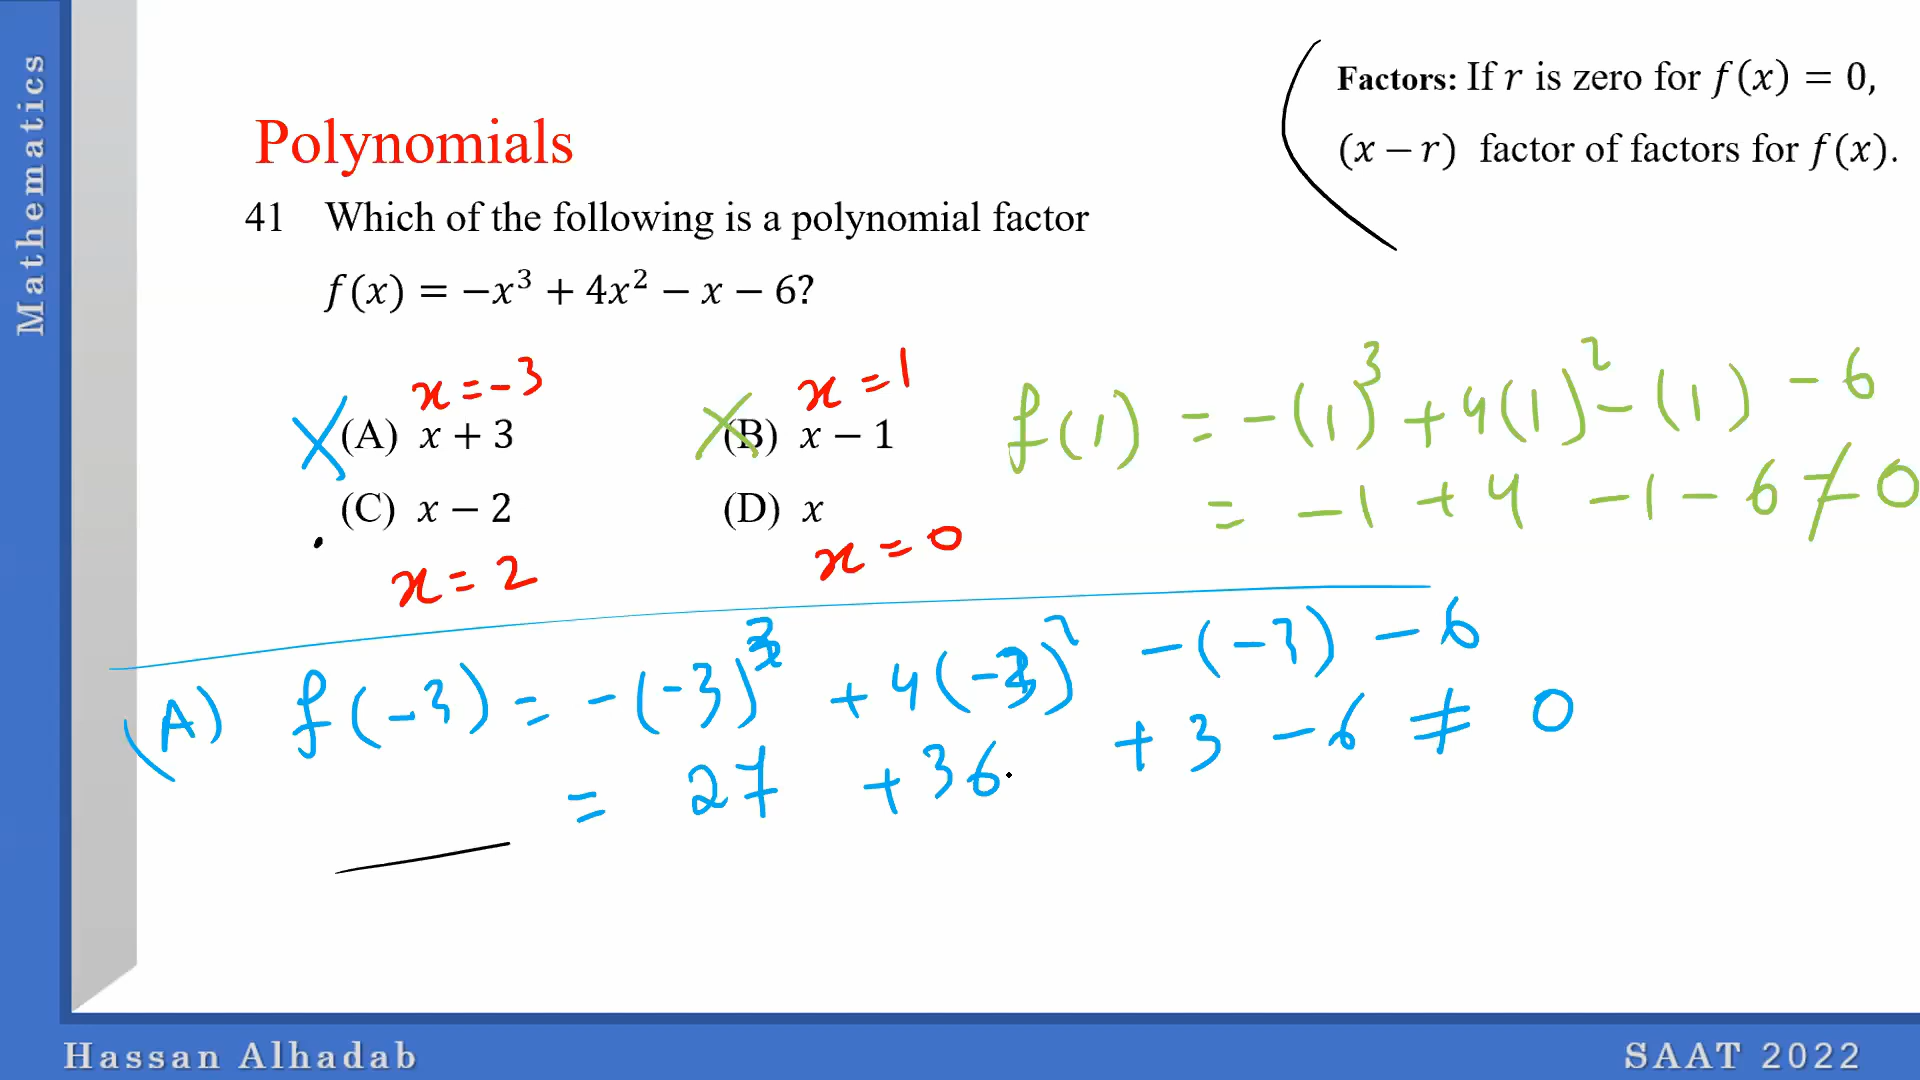 Mathematics
Factors: If r is zero for f(x) = 0,
(x − r) factor of factors for f(x).
Polynomials
41 Which of the following is a polynomial factor
f(x) = −x³ + 4x² − x − 6?
x = -3
x = 1
(A) x + 3
(B) x − 1
(C) x − 2
(D) x
x = 2
x = 0
f(1) = -(1)³ + 4(1)² - (1) - 6
= -1 + 4 - 1 - 6 ≠ 0
(A) f(-3) = -(-3)³ + 4(-3)² - (-3) - 6
= 27 + 36 + 3 - 6 ≠ 0
Hassan Alhadab
SAAT 2022